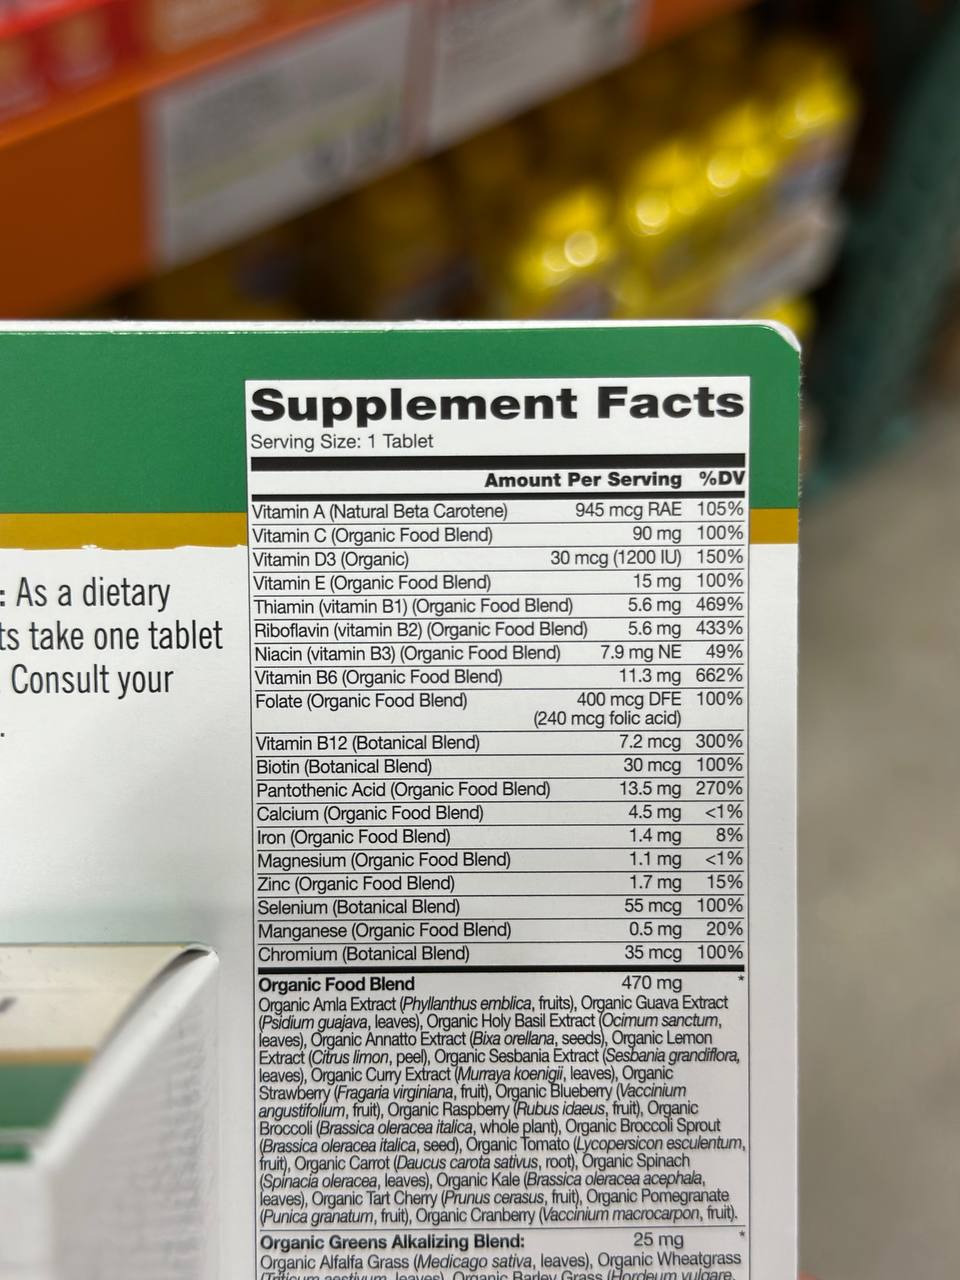 Supplement Facts
Serving Size: 1 Tablet
Amount Per Serving %DV
Vitamin A (Natural Beta Carotene) 945 mcg RAE 105%
Vitamin C (Organic Food Blend) 90 mg 100%
Vitamin D3 (Organic) 30 mcg (1200 IU) 150%
Vitamin E (Organic Food Blend) 15 mg 100%
Thiamin (vitamin B1) (Organic Food Blend) 5.6 mg 469%
Riboflavin (vitamin B2) (Organic Food Blend) 5.6 mg 433%
Niacin (vitamin B3) (Organic Food Blend) 7.9 mg NE 49%
Vitamin B6 (Organic Food Blend) 11.3 mg 662%
Folate (Organic Food Blend) 400 mcg DFE 100%
(240 mcg folic acid)
Vitamin B12 (Botanical Blend) 7.2 mcg 300%
Biotin (Botanical Blend) 30 mcg 100%
Pantothenic Acid (Organic Food Blend) 13.5 mg 270%
Calcium (Organic Food Blend) 4.5 mg <1%
Iron (Organic Food Blend) 1.4 mg 8%
Magnesium (Organic Food Blend) 1.1 mg <1%
Zinc (Organic Food Blend) 1.7 mg 15%
Selenium (Botanical Blend) 55 mcg 100%
Manganese (Organic Food Blend) 0.5 mg 20%
Chromium (Botanical Blend) 35 mcg 100%
Organic Food Blend 470 mg *
Organic Amla Extract (Phyllanthus emblica, fruits), Organic Guava Extract
(Psidium guajava, leaves), Organic Holy Basil Extract (Ocimum sanctum,
leaves), Organic Annatto Extract (Bixa orellana, seeds), Organic Lemon
Extract (Citrus limon, peel), Organic Sesbania Extract (Sesbania grandiflora,
leaves), Organic Curry Extract (Murraya koenigii, leaves), Organic
Strawberry (Fragaria virginiana, fruit), Organic Blueberry (Vaccinium
angustifolium, fruit), Organic Raspberry (Rubus idaeus, fruit), Organic
Broccoli (Brassica oleracea italica, whole plant), Organic Broccoli Sprout
(Brassica oleracea italica, seed), Organic Tomato (Lycopersicon esculentum,
fruit), Organic Carrot (Daucus carota sativus, root), Organic Spinach
(Spinacia oleracea, leaves), Organic Kale (Brassica oleracea acephala,
leaves), Organic Tart Cherry (Prunus cerasus, fruit), Organic Pomegranate
(Punica granatum, fruit), Organic Cranberry (Vaccinium macrocarpon, fruit).
Organic Greens Alkalizing Blend: 25 mg *
Organic Alfalfa Grass (Medicago sativa, leaves), Organic Wheatgrass
(Triticum aestivum, leaves), Organic Barley Grass (Hordeum vulgare,
: As a dietary
ts take one tablet
. Consult your
.